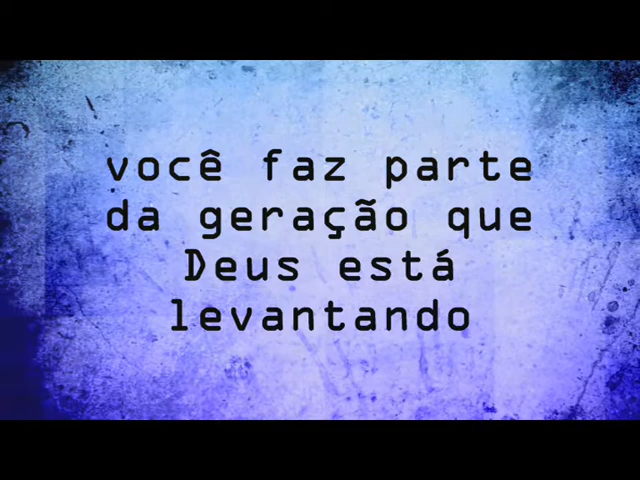 você faz parte
da geração que
Deus está
levantando